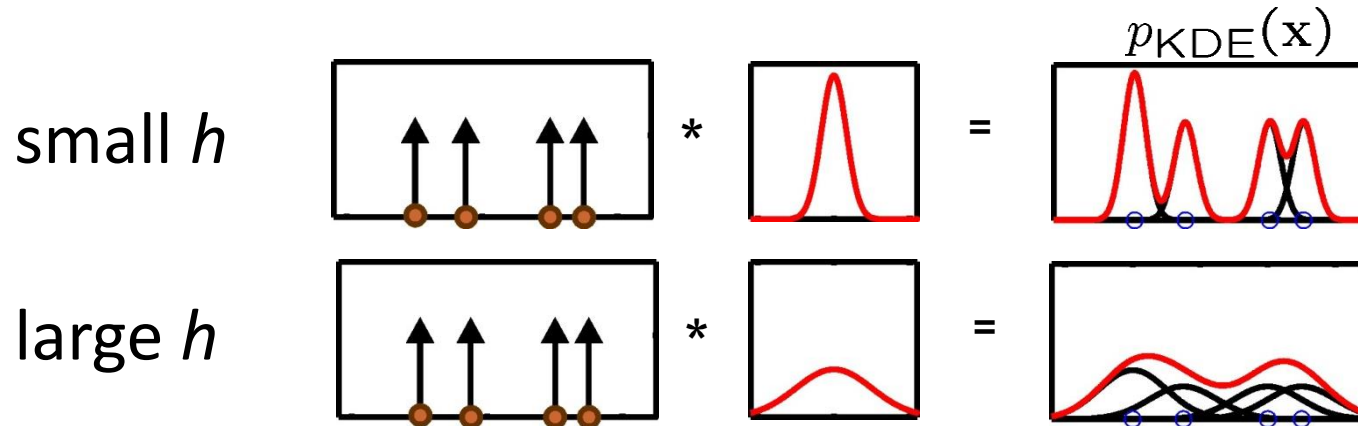 p_KDE(x)
small h * =
large h * =